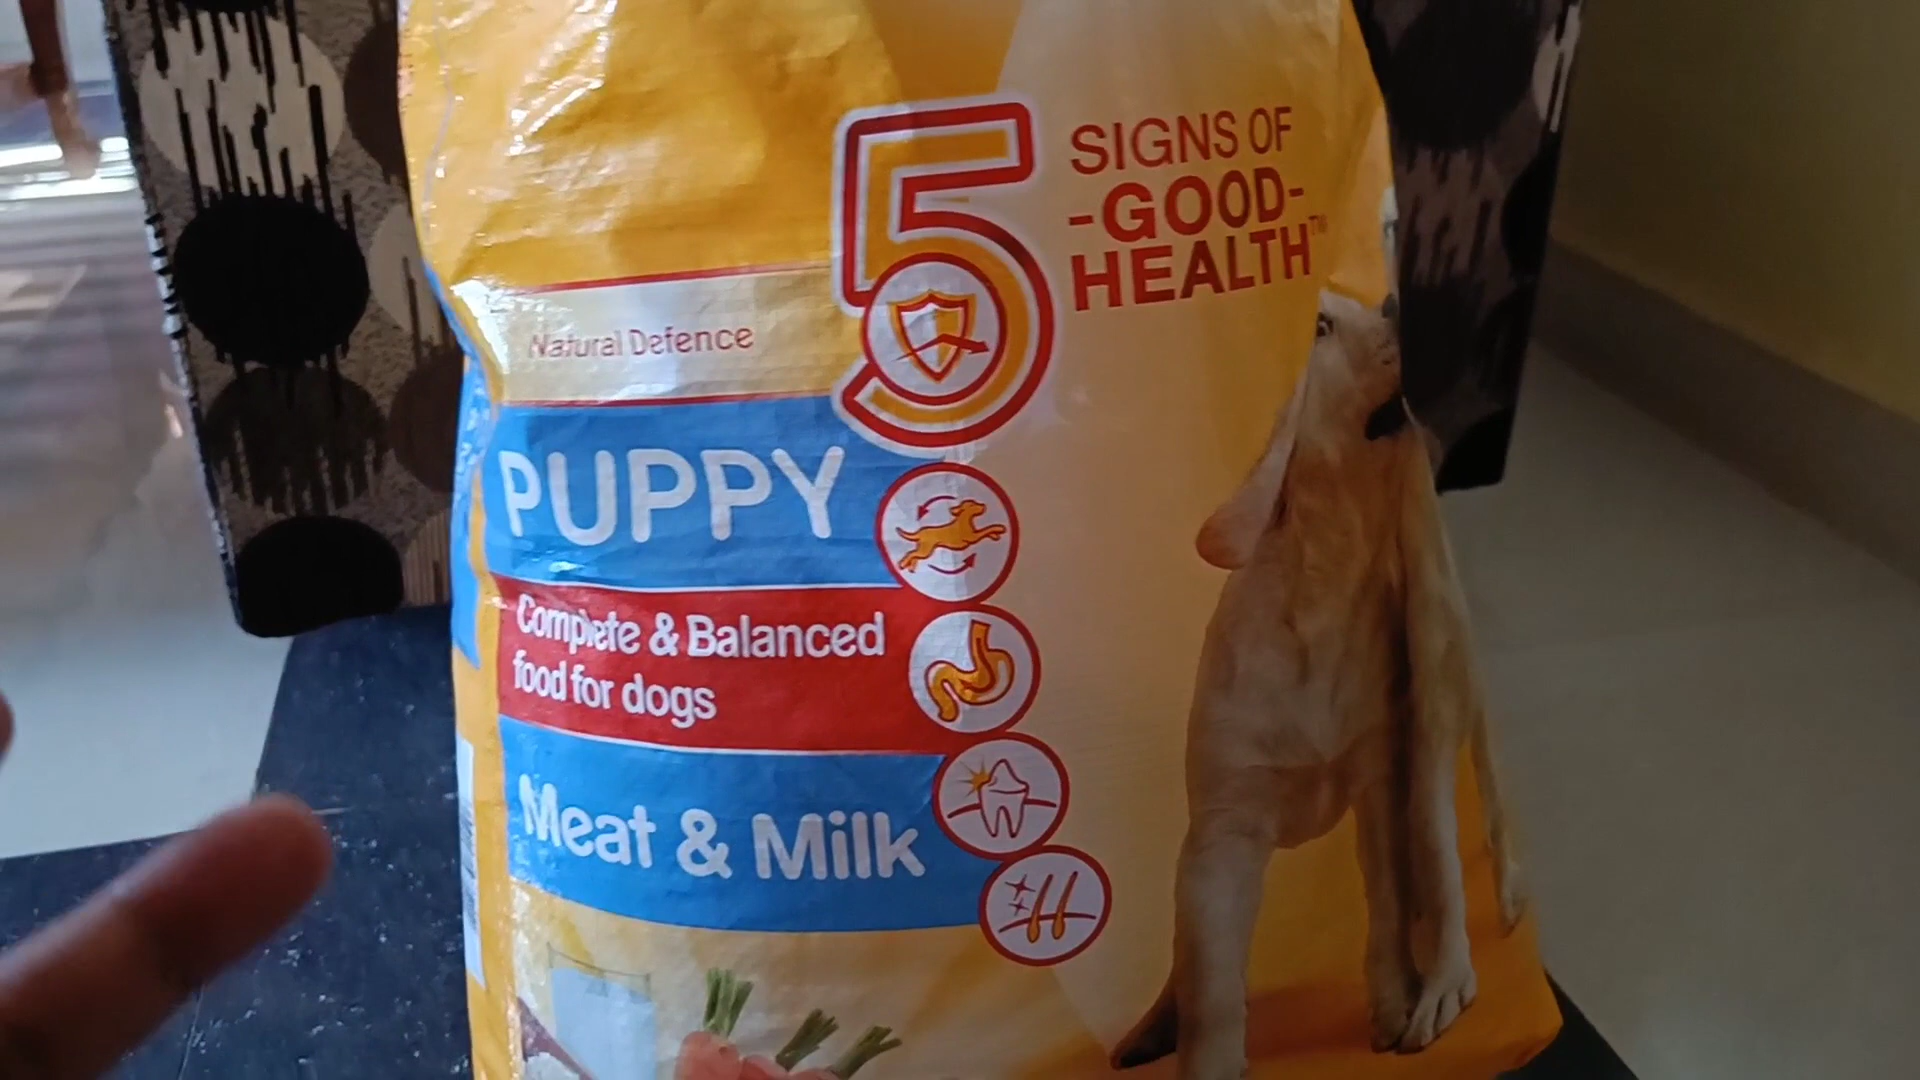 5
SIGNS OF
-GOOD-
HEALTH™
Natural Defence
PUPPY
Complete & Balanced
food for dogs
Meat & Milk